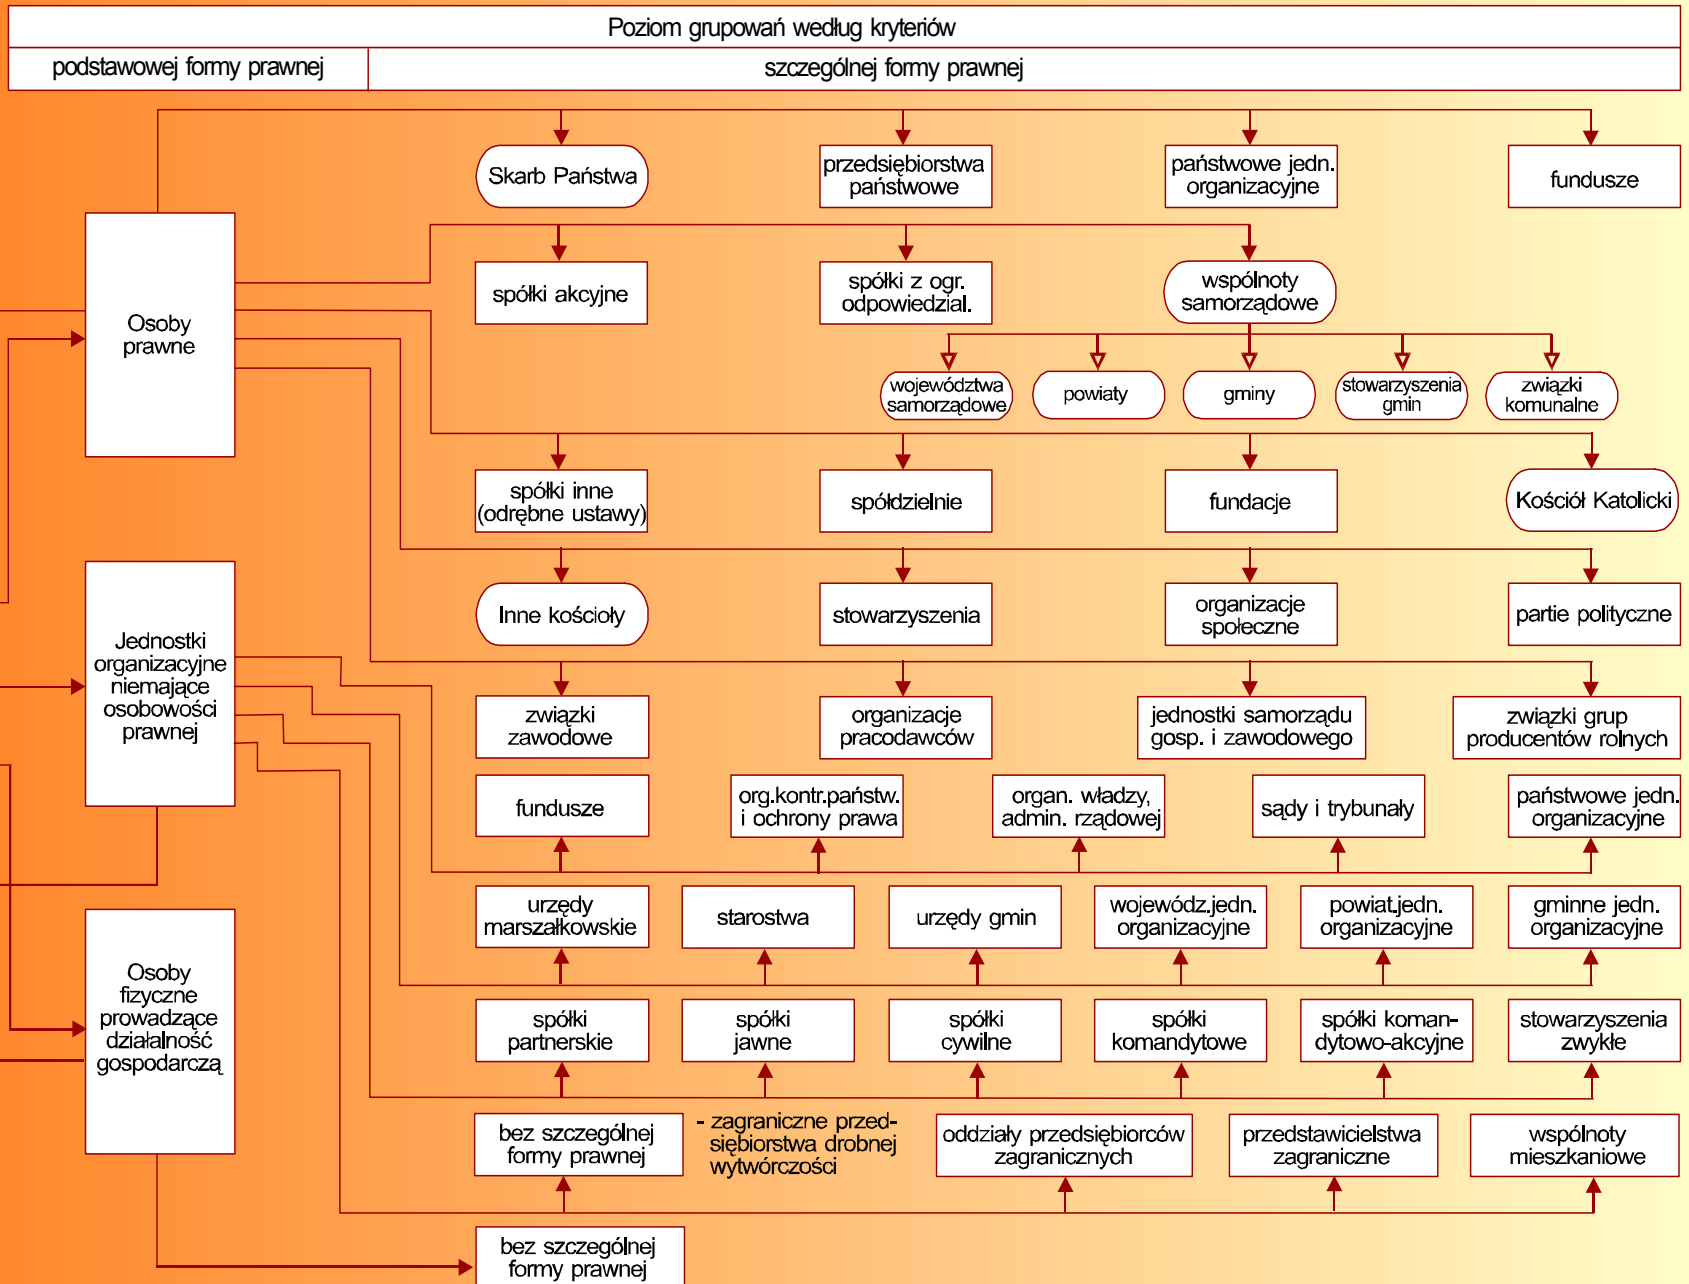 Poziom grupowań według kryteriów
podstawowej formy prawnej
szczególnej formy prawnej
Skarb Państwa
przedsiębiorstwa
państwowe
państwowe jedn.
organizacyjne
fundusze
Osoby
prawne
spółki akcyjne
spółki z ogr.
odpowiedzial.
wspólnoty
samorządowe
województwa
samorządowe
powiaty
gminy
stowarzyszenia
gmin
związki
komunalne
spółki inne
(odrębne ustawy)
spółdzielnie
fundacje
Kościół Katolicki
Inne kościoły
stowarzyszenia
organizacje
społeczne
partie polityczne
Jednostki
organizacyjne
niemające
osobowości
prawnej
związki
zawodowe
organizacje
pracodawców
jednostki samorządu
gosp. i zawodowego
związki grup
producentów rolnych
fundusze
org.kontr.państw.
i ochrony prawa
organ. władzy,
admin. rządowej
sądy i trybunały
państwowe jedn.
organizacyjne
urzędy
marszałkowskie
starostwa
urzędy gmin
wojewódz.jedn.
organizacyjne
powiat.jedn.
organizacyjne
gminne jedn.
organizacyjne
Osoby
fizyczne
prowadzące
działalność
gospodarczą
spółki
partnerskie
spółki
jawne
spółki
cywilne
spółki
komandytowe
spółki koman-
dytowo-akcyjne
stowarzyszenia
zwykłe
bez szczególnej
formy prawnej
- zagraniczne przed-
siębiorstwa drobnej
wytwórczości
oddziały przedsiębiorców
zagranicznych
przedstawicielstwa
zagraniczne
wspólnoty
mieszkaniowe
bez szczególnej
formy prawnej